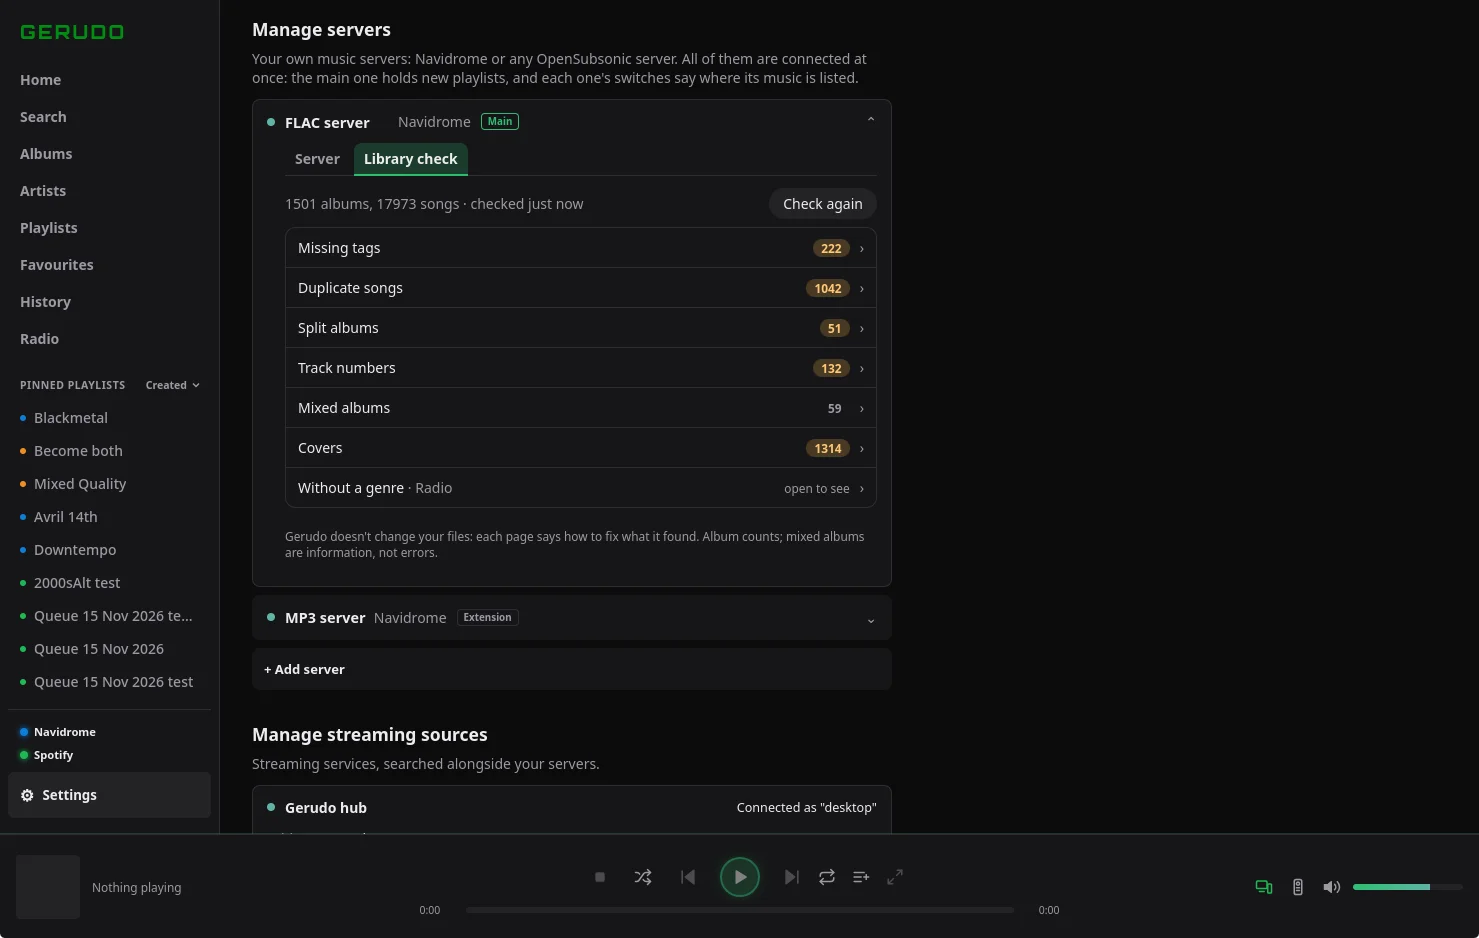 GERUDO
Home
Search
Albums
Artists
Playlists
Favourites
History
Radio
PINNED PLAYLISTS Created
Blackmetal
Become both
Mixed Quality
Avril 14th
Downtempo
2000sAlt test
Queue 15 Nov 2026 te...
Queue 15 Nov 2026
Queue 15 Nov 2026 test
Navidrome
Spotify
Settings
Manage servers
Your own music servers: Navidrome or any OpenSubsonic server. All of them are connected at
once: the main one holds new playlists, and each one's switches say where its music is listed.
FLAC server Navidrome Main
Server Library check
1501 albums, 17973 songs · checked just now Check again
Missing tags 222
Duplicate songs 1042
Split albums 51
Track numbers 132
Mixed albums 59
Covers 1314
Without a genre · Radio open to see
Gerudo doesn't change your files: each page says how to fix what it found. Album counts; mixed albums
are information, not errors.
MP3 server Navidrome Extension
+ Add server
Manage streaming sources
Streaming services, searched alongside your servers.
Gerudo hub Connected as "desktop"
Nothing playing
0:00 0:00